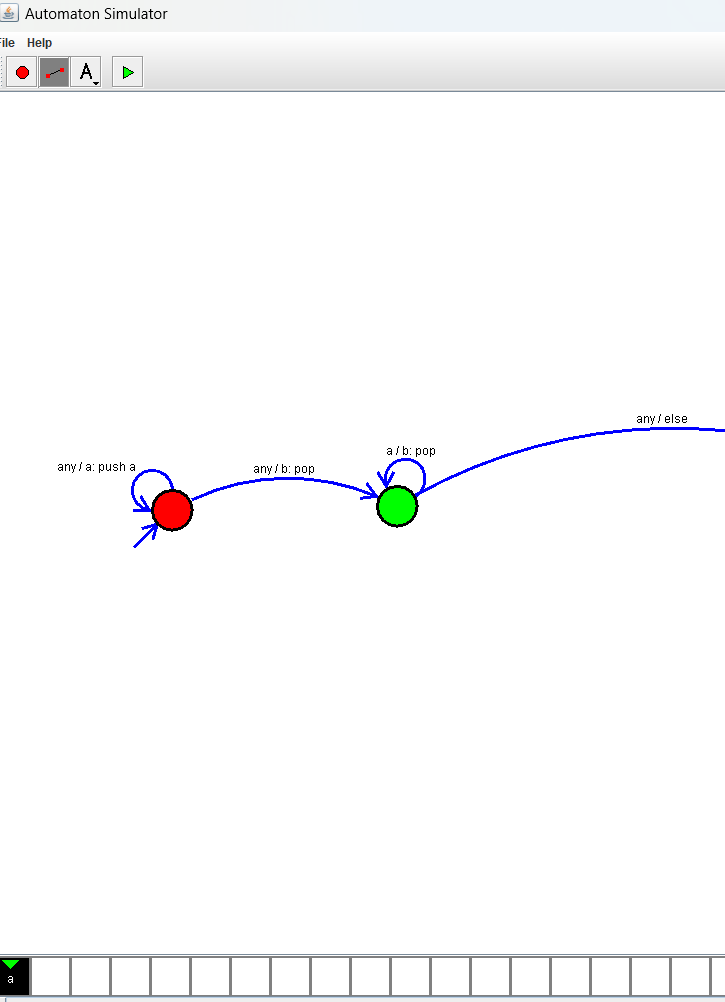 Automaton Simulator
File Help
A
any / else
a / b: pop
any / a: push a
any / b: pop
a